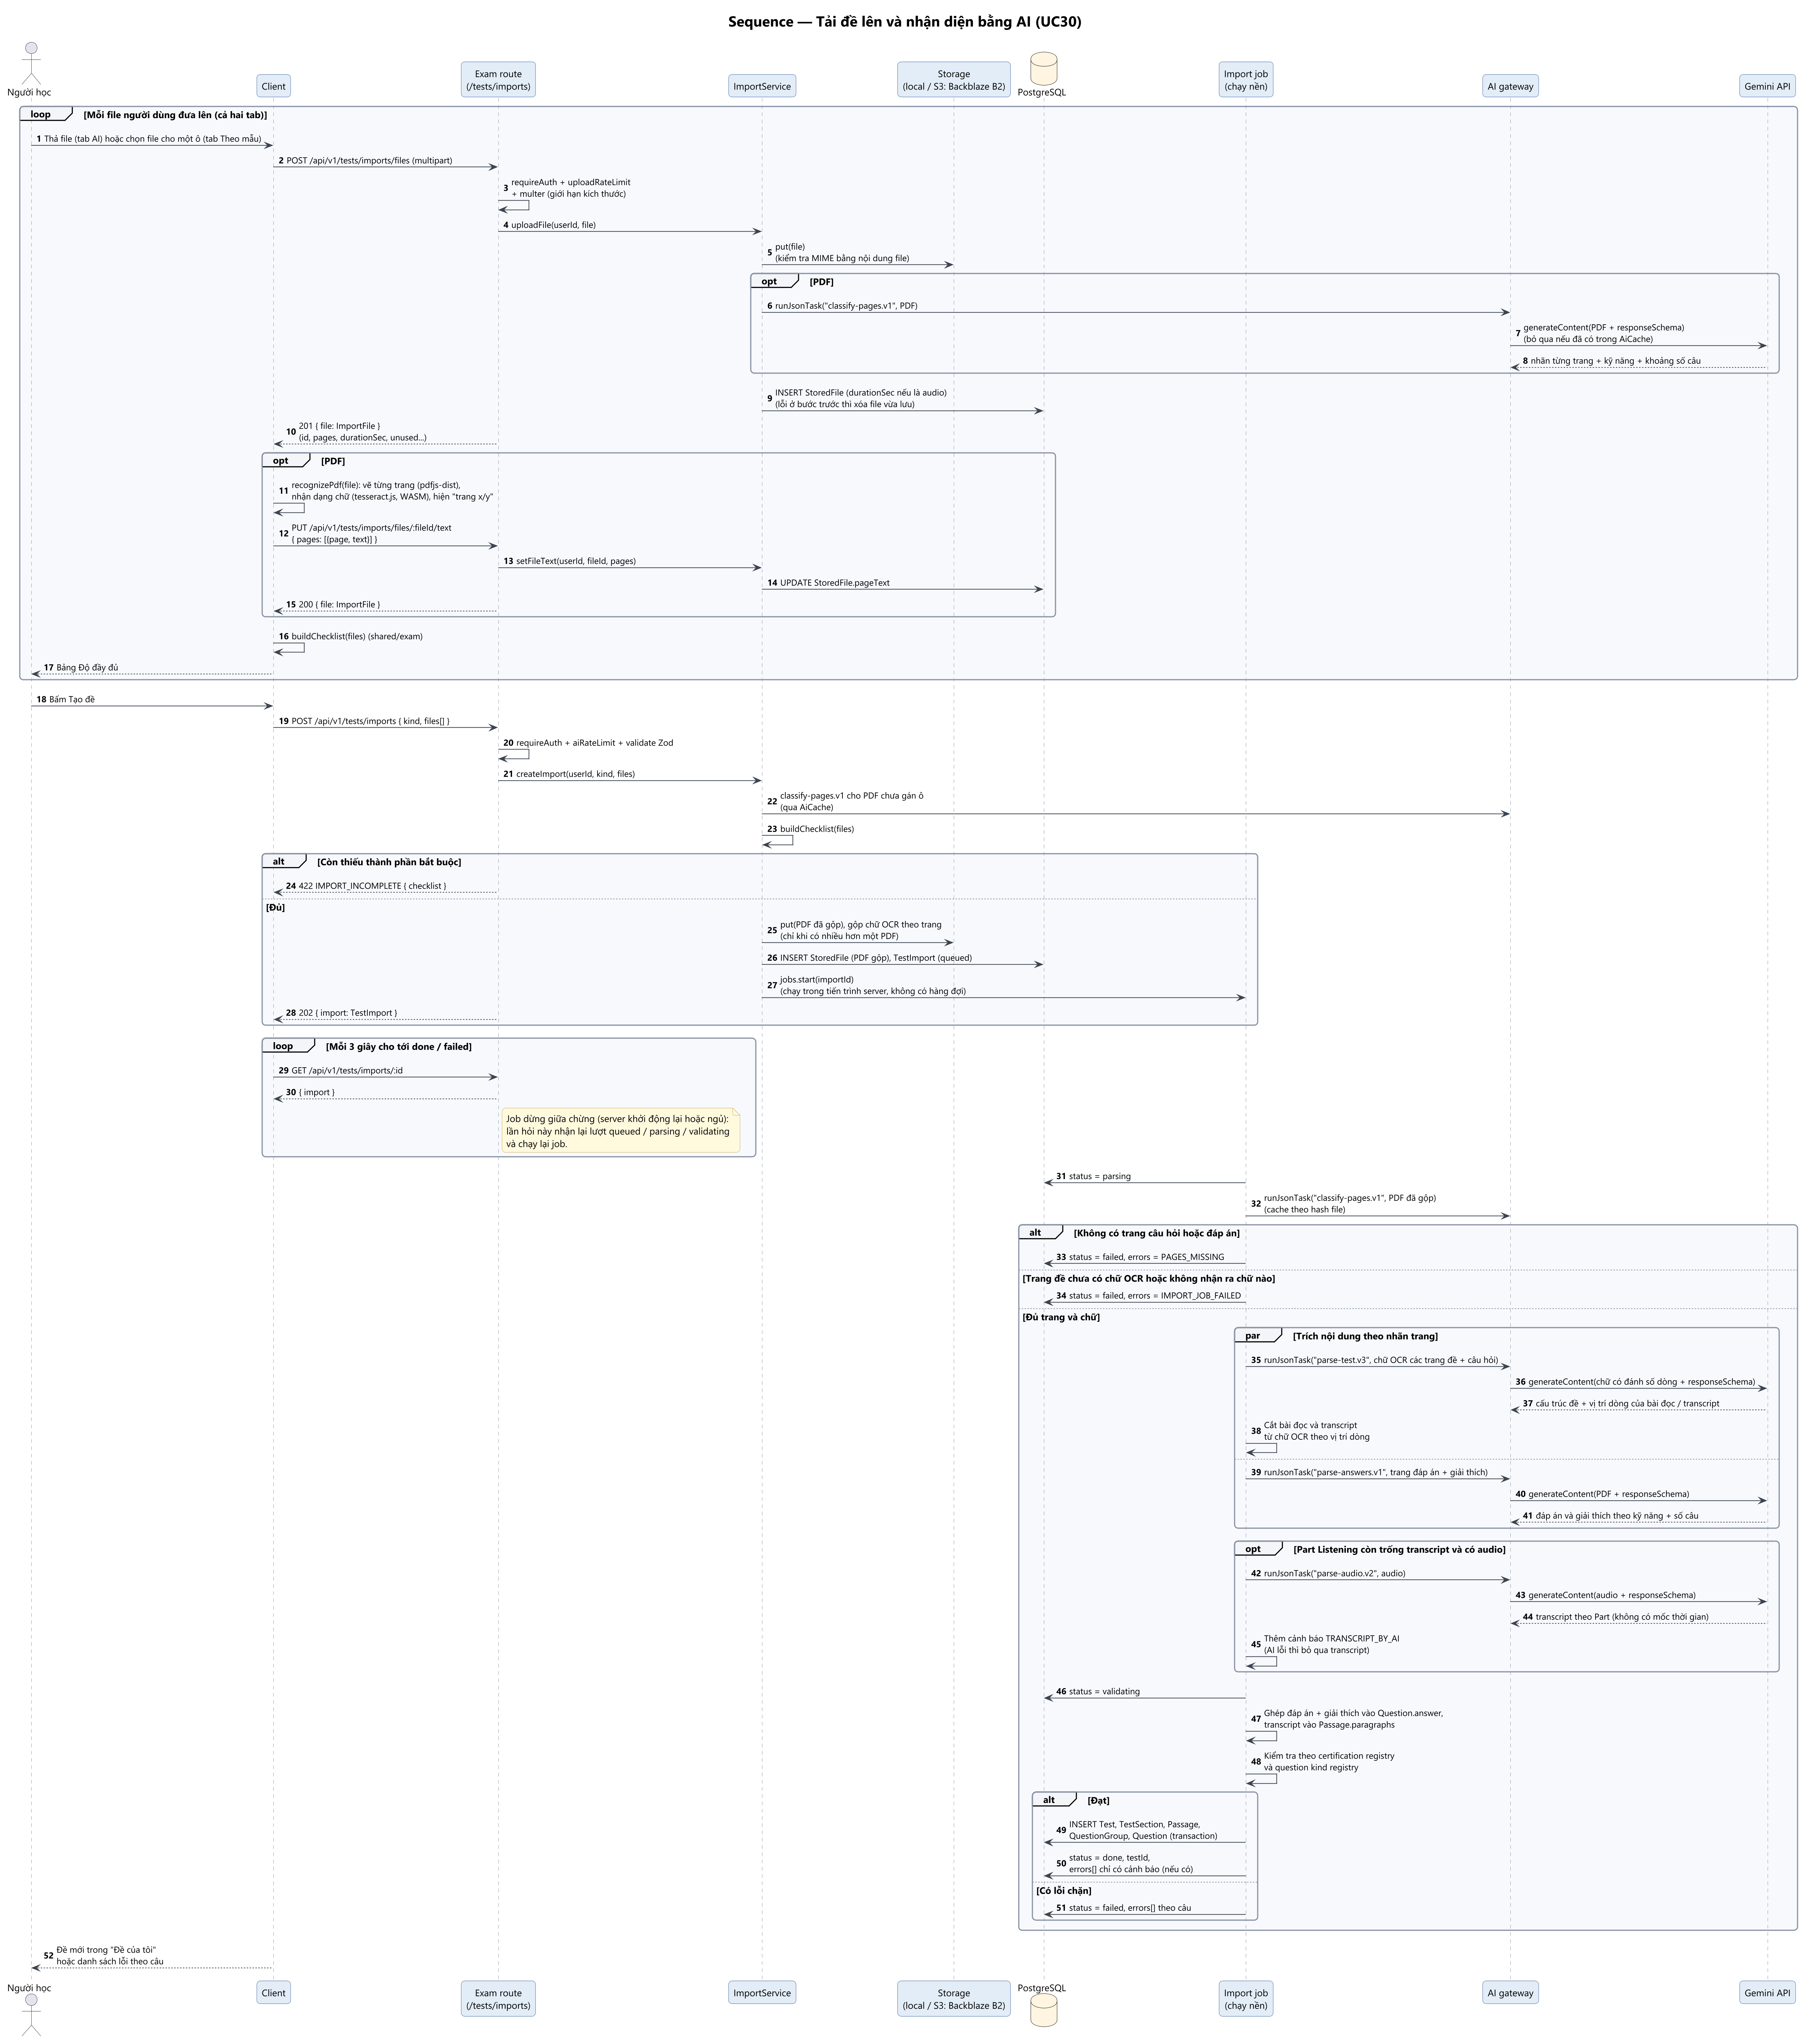 Sequence — Tải đề lên và nhận diện bằng AI (UC30)
Người học
Client
Exam route
(/tests/imports)
ImportService
Storage
(local / S3: Backblaze B2)
PostgreSQL
Import job
(chạy nền)
AI gateway
Gemini API
loop [Mỗi file người dùng đưa lên (cả hai tab)]
1 Thả file (tab AI) hoặc chọn file cho một ô (tab Theo mẫu)
2 POST /api/v1/tests/imports/files (multipart)
3 requireAuth + uploadRateLimit
+ multer (giới hạn kích thước)
4 uploadFile(userId, file)
5 put(file)
(kiểm tra MIME bằng nội dung file)
opt [PDF]
6 runJsonTask("classify-pages.v1", PDF)
7 generateContent(PDF + responseSchema)
(bỏ qua nếu đã có trong AiCache)
8 nhãn từng trang + kỹ năng + khoảng số câu
9 INSERT StoredFile (durationSec nếu là audio)
(lỗi ở bước trước thì xóa file vừa lưu)
10 201 { file: ImportFile }
(id, pages, durationSec, unused...)
opt [PDF]
11 recognizePdf(file): vẽ từng trang (pdfjs-dist),
nhận dạng chữ (tesseract.js, WASM), hiện "trang x/y"
12 PUT /api/v1/tests/imports/files/:fileId/text
{ pages: [{page, text}] }
13 setFileText(userId, fileId, pages)
14 UPDATE StoredFile.pageText
15 200 { file: ImportFile }
16 buildChecklist(files) (shared/exam)
17 Bảng Độ đầy đủ
18 Bấm Tạo đề
19 POST /api/v1/tests/imports { kind, files[] }
20 requireAuth + aiRateLimit + validate Zod
21 createImport(userId, kind, files)
22 classify-pages.v1 cho PDF chưa gán ô
(qua AiCache)
23 buildChecklist(files)
alt [Còn thiếu thành phần bắt buộc]
24 422 IMPORT_INCOMPLETE { checklist }
[Đủ]
25 put(PDF đã gộp), gộp chữ OCR theo trang
(chỉ khi có nhiều hơn một PDF)
26 INSERT StoredFile (PDF gộp), TestImport (queued)
27 jobs.start(importId)
(chạy trong tiến trình server, không có hàng đợi)
28 202 { import: TestImport }
loop [Mỗi 3 giây cho tới done / failed]
29 GET /api/v1/tests/imports/:id
30 { import }
Job dừng giữa chừng (server khởi động lại hoặc ngủ):
lần hỏi này nhận lại lượt queued / parsing / validating
và chạy lại job.
31 status = parsing
32 runJsonTask("classify-pages.v1", PDF đã gộp)
(cache theo hash file)
alt [Không có trang câu hỏi hoặc đáp án]
33 status = failed, errors = PAGES_MISSING
[Trang đề chưa có chữ OCR hoặc không nhận ra chữ nào]
34 status = failed, errors = IMPORT_JOB_FAILED
[Đủ trang và chữ]
par [Trích nội dung theo nhãn trang]
35 runJsonTask("parse-test.v3", chữ OCR các trang đề + câu hỏi)
36 generateContent(chữ có đánh số dòng + responseSchema)
37 cấu trúc đề + vị trí dòng của bài đọc / transcript
38 Cắt bài đọc và transcript
từ chữ OCR theo vị trí dòng
39 runJsonTask("parse-answers.v1", trang đáp án + giải thích)
40 generateContent(PDF + responseSchema)
41 đáp án và giải thích theo kỹ năng + số câu
opt [Part Listening còn trống transcript và có audio]
42 runJsonTask("parse-audio.v2", audio)
43 generateContent(audio + responseSchema)
44 transcript theo Part (không có mốc thời gian)
45 Thêm cảnh báo TRANSCRIPT_BY_AI
(AI lỗi thì bỏ qua transcript)
46 status = validating
47 Ghép đáp án + giải thích vào Question.answer,
transcript vào Passage.paragraphs
48 Kiểm tra theo certification registry
và question kind registry
alt [Đạt]
49 INSERT Test, TestSection, Passage,
QuestionGroup, Question (transaction)
50 status = done, testId,
errors[] chỉ có cảnh báo (nếu có)
[Có lỗi chặn]
51 status = failed, errors[] theo câu
52 Đề mới trong "Đề của tôi"
hoặc danh sách lỗi theo câu
Người học
Client
Exam route
(/tests/imports)
ImportService
Storage
(local / S3: Backblaze B2)
PostgreSQL
Import job
(chạy nền)
AI gateway
Gemini API